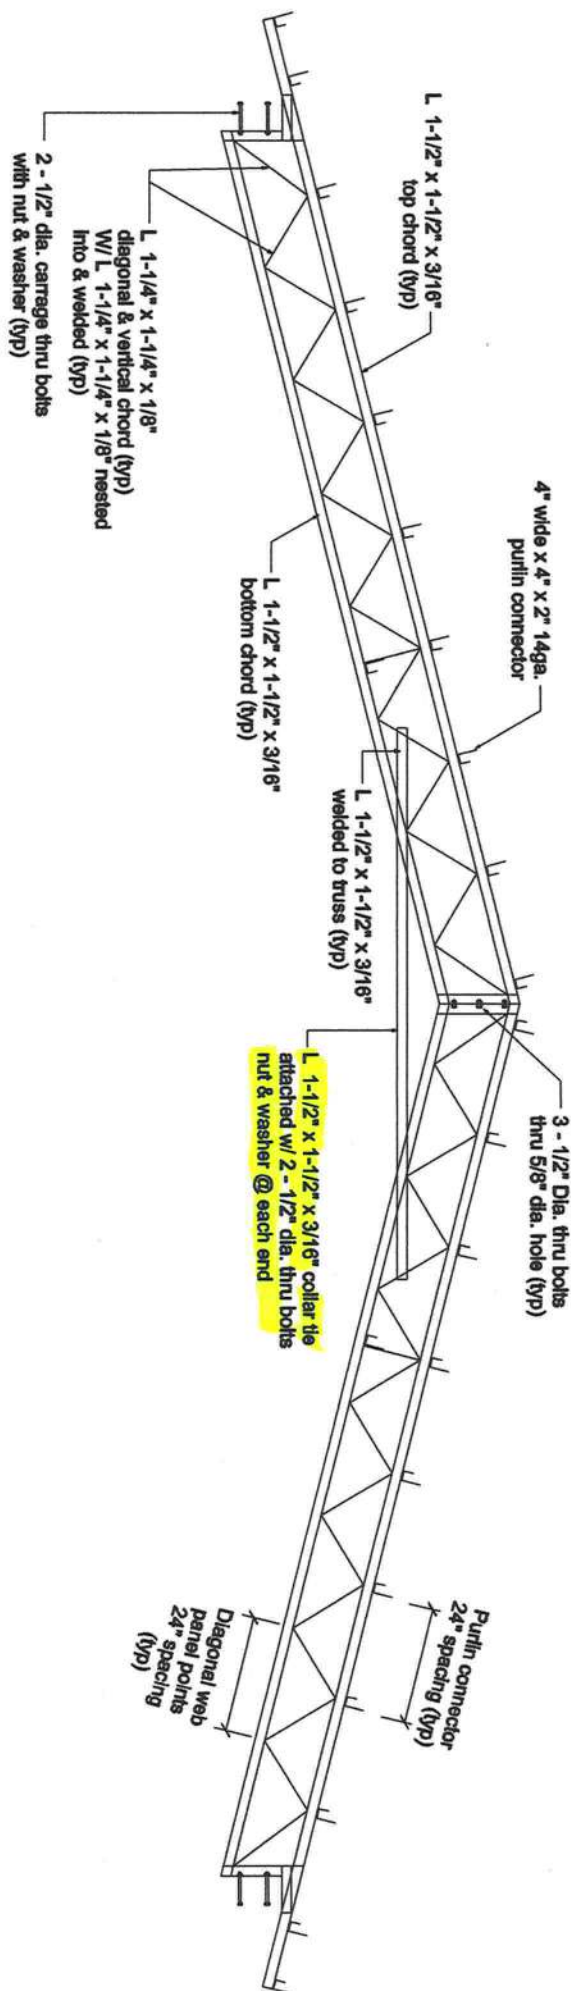 L 1-1/2" x 1-1/2" x 3/16"
top chord (typ)
4" wide x 4" x 2" 14ga.
purlin connector
3 - 1/2" Dia. thru bolts
thru 5/8" dia. hole (typ)
Purlin connector
24" spacing (typ)
2 - 1/2" dia. carrage thru bolts
with nut & washer (typ)
L 1-1/4" x 1-1/4" x 1/8"
diagonal & vertical chord (typ)
W/ L 1-1/4" x 1-1/4" x 1/8" nested
into & welded (typ)
L 1-1/2" x 1-1/2" x 3/16"
bottom chord (typ)
L 1-1/2" x 1-1/2" x 3/16"
welded to truss (typ)
L 1-1/2" x 1-1/2" x 3/16" collar tie
attached w/ 2 - 1/2" dia. thru bolts
nut & washer @ each end
Diagonal web
panel points
24" spacing
(typ)